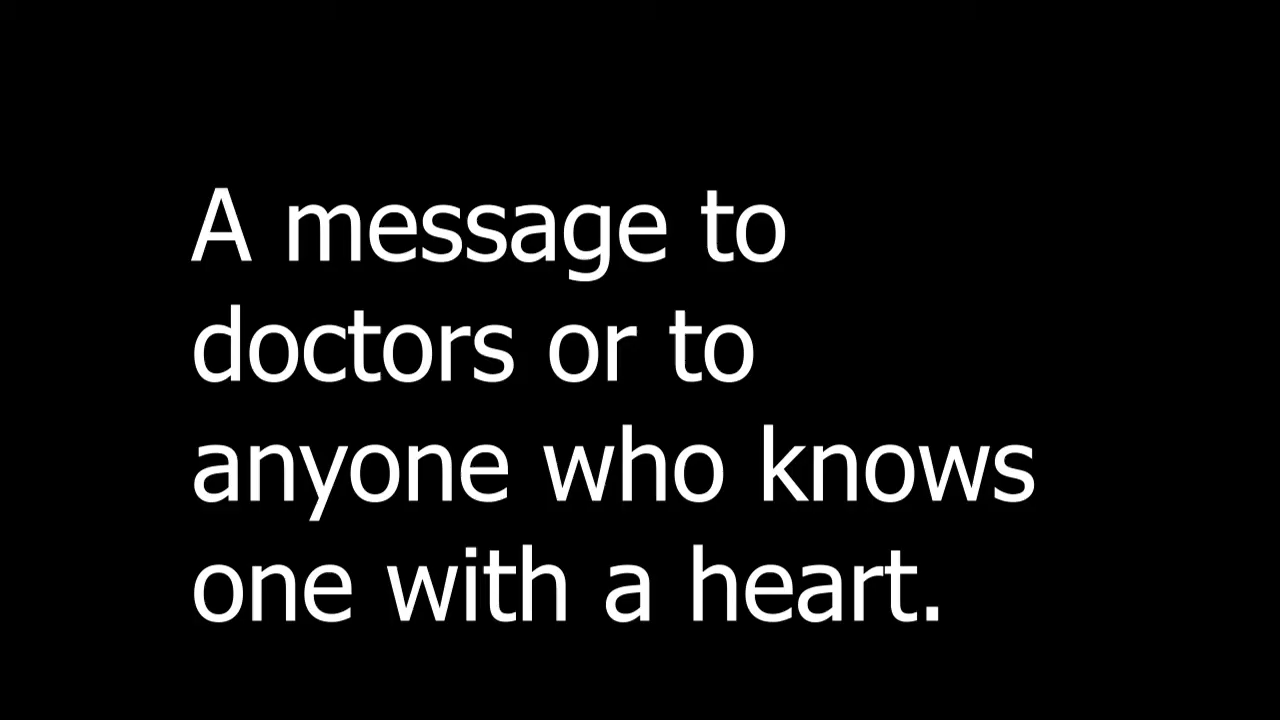 A message to
doctors or to
anyone who knows
one with a heart.